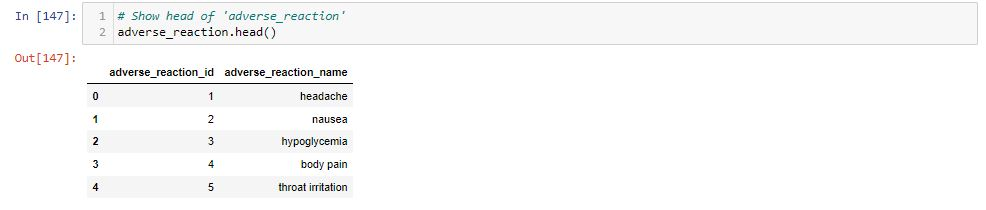 In [147]: 1 # Show head of 'adverse_reaction'
2 adverse_reaction.head()
Out[147]:
adverse_reaction_id adverse_reaction_name
0 1 headache
1 2 nausea
2 3 hypoglycemia
3 4 body pain
4 5 throat irritation